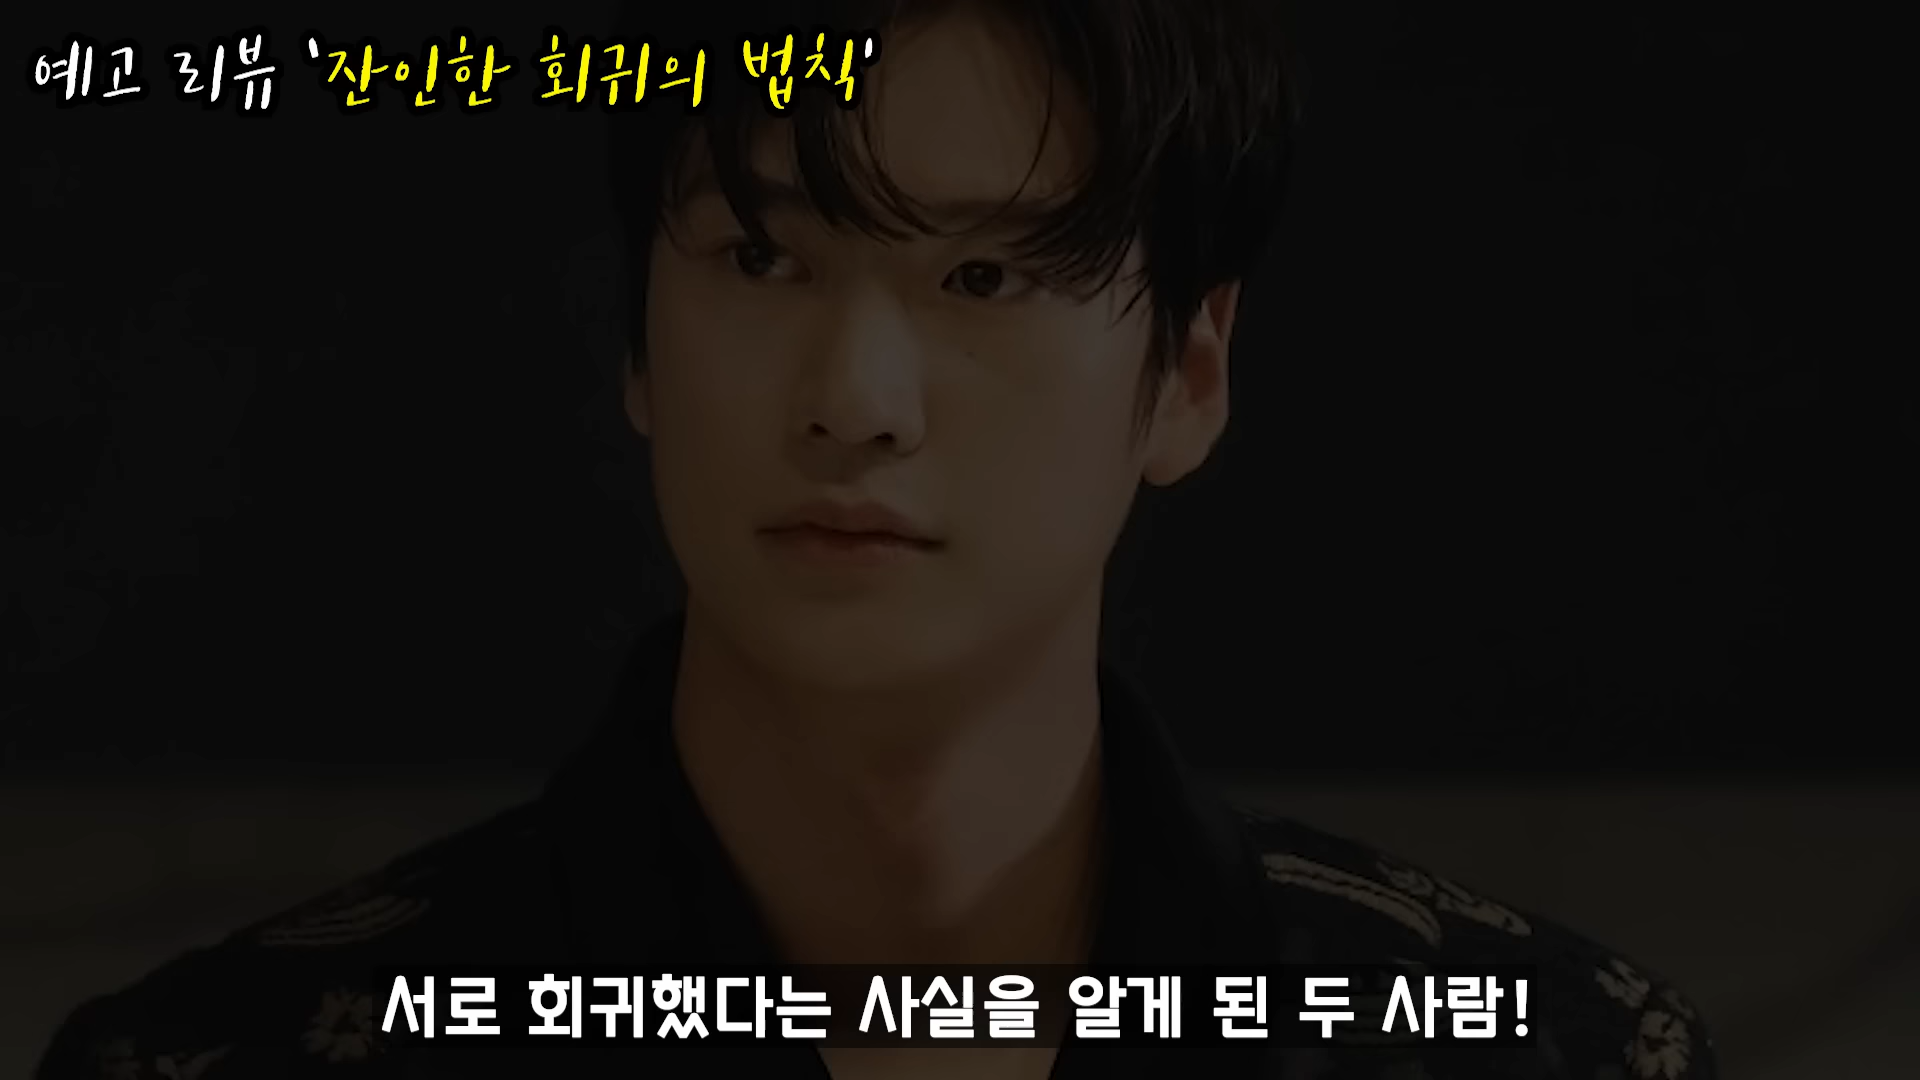 예고 리뷰 '잔인한 회귀의 법칙'
서로 회귀했다는 사실을 알게 된 두 사람!